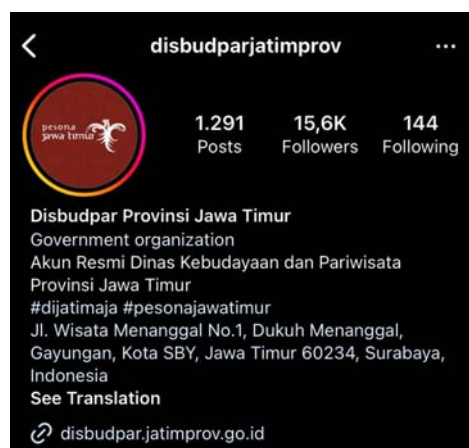 disbudparjatimprov
pesona
jawa timur
1.291 15,6K 144
Posts Followers Following
Disbudpar Provinsi Jawa Timur
Government organization
Akun Resmi Dinas Kebudayaan dan Pariwisata
Provinsi Jawa Timur
#dijatimaja #pesonajawatimur
Jl. Wisata Menanggal No.1, Dukuh Menanggal,
Gayungan, Kota SBY, Jawa Timur 60234, Surabaya,
Indonesia
See Translation
disbudpar.jatimprov.go.id